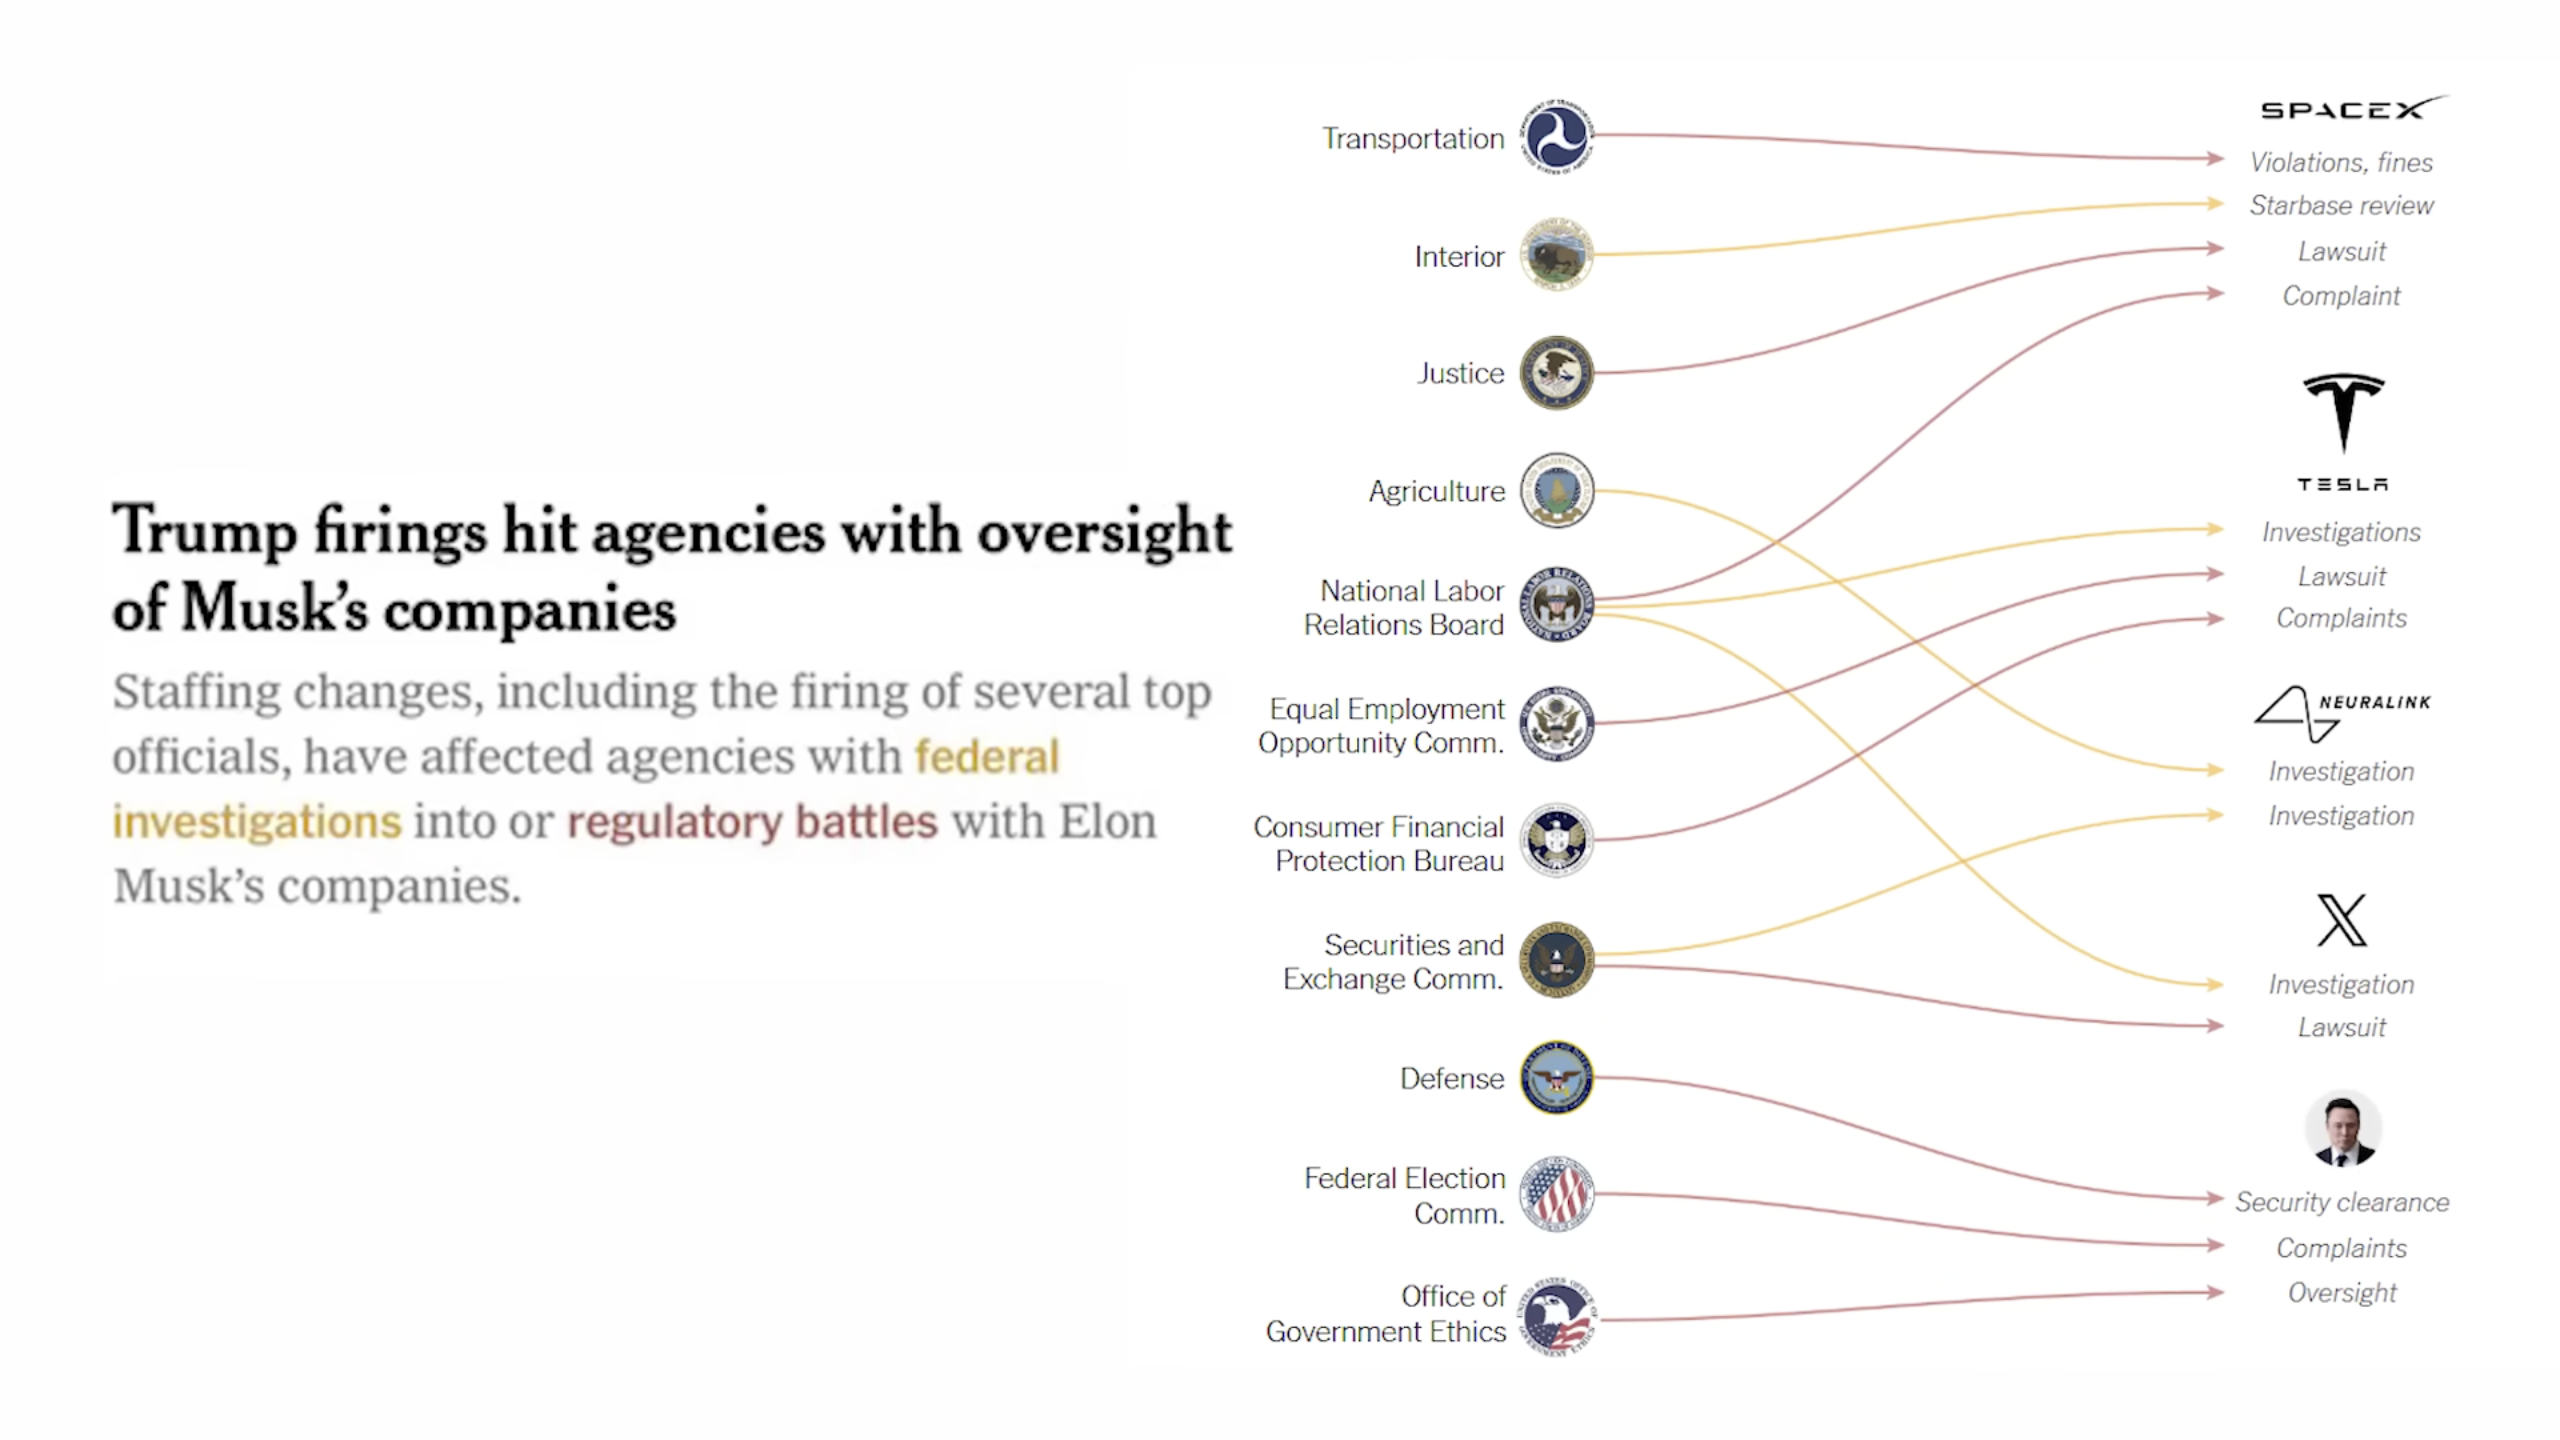 Trump firings hit agencies with oversight
of Musk's companies
Staffing changes, including the firing of several top
officials, have affected agencies with federal
investigations into or regulatory battles with Elon
Musk's companies.
Transportation
Interior
Justice
Agriculture
National Labor
Relations Board
Equal Employment
Opportunity Comm.
Consumer Financial
Protection Bureau
Securities and
Exchange Comm.
Defense
Federal Election
Comm.
Office of
Government Ethics
SPACEX
Violations, fines
Starbase review
Lawsuit
Complaint
TESLA
Investigations
Lawsuit
Complaints
NEURALINK
Investigation
Investigation
X
Investigation
Lawsuit
Security clearance
Complaints
Oversight